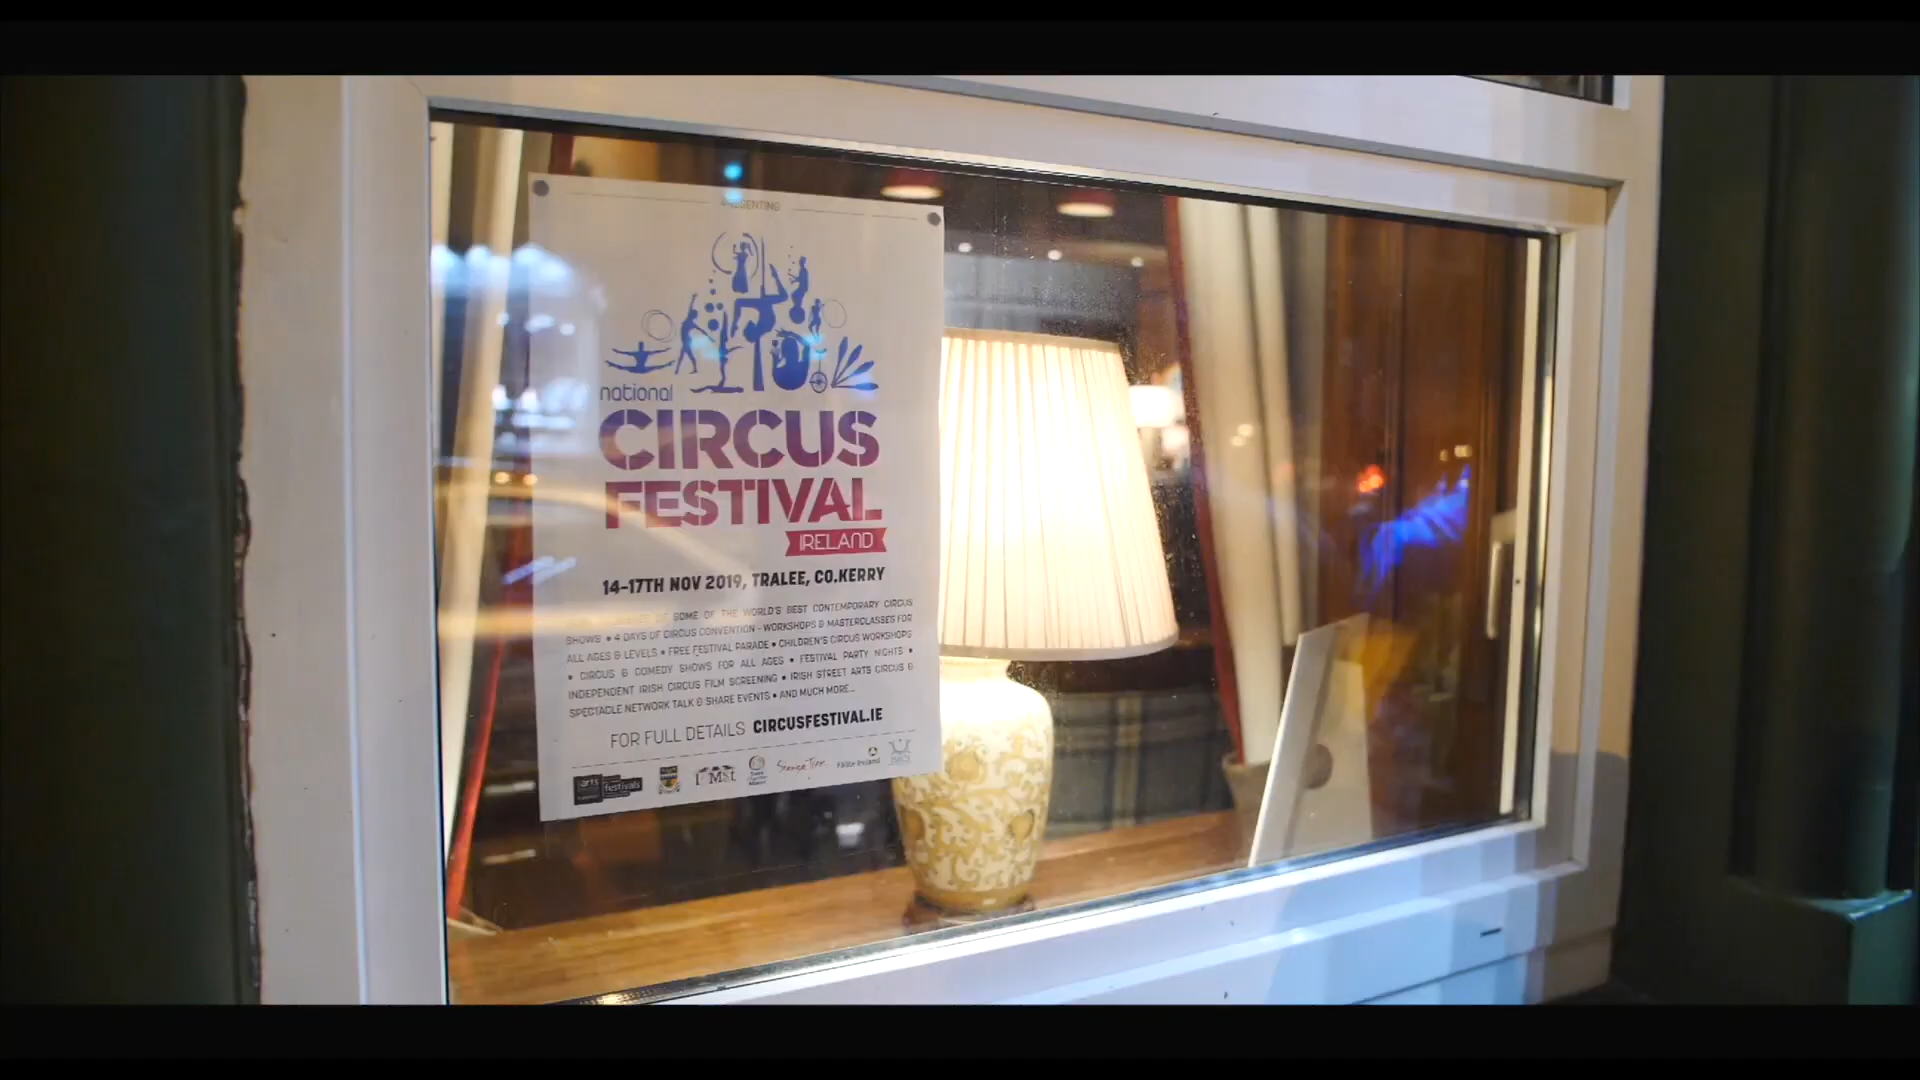 PRESENTING
national
CIRCUS
FESTIVAL
IRELAND
14-17TH NOV 2019, TRALEE, CO.KERRY
OF SOME OF THE WORLD'S BEST CONTEMPORARY CIRCUS
SHOWS • 4 DAYS OF CIRCUS CONVENTION - WORKSHOPS & MASTERCLASSES FOR
ALL AGES & LEVELS • FREE FESTIVAL PARADE • CHILDREN'S CIRCUS WORKSHOPS
• CIRCUS & COMEDY SHOWS FOR ALL AGES • FESTIVAL PARTY NIGHTS •
INDEPENDENT IRISH CIRCUS FILM SCREENING • IRISH STREET ARTS CIRCUS &
SPECTACLE NETWORK TALK & SHARE EVENTS • AND MUCH MORE...
FOR FULL DETAILS CIRCUSFESTIVAL.IE
arts
festivals
Fáilte Ireland